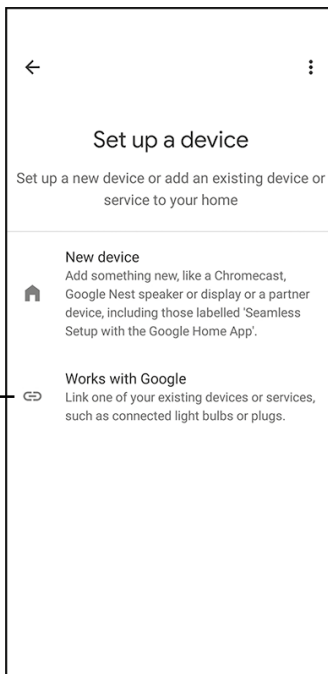 Set up a device
Set up a new device or add an existing device or
service to your home
New device
Add something new, like a Chromecast,
Google Nest speaker or display or a partner
device, including those labelled 'Seamless
Setup with the Google Home App'.
Works with Google
Link one of your existing devices or services,
such as connected light bulbs or plugs.